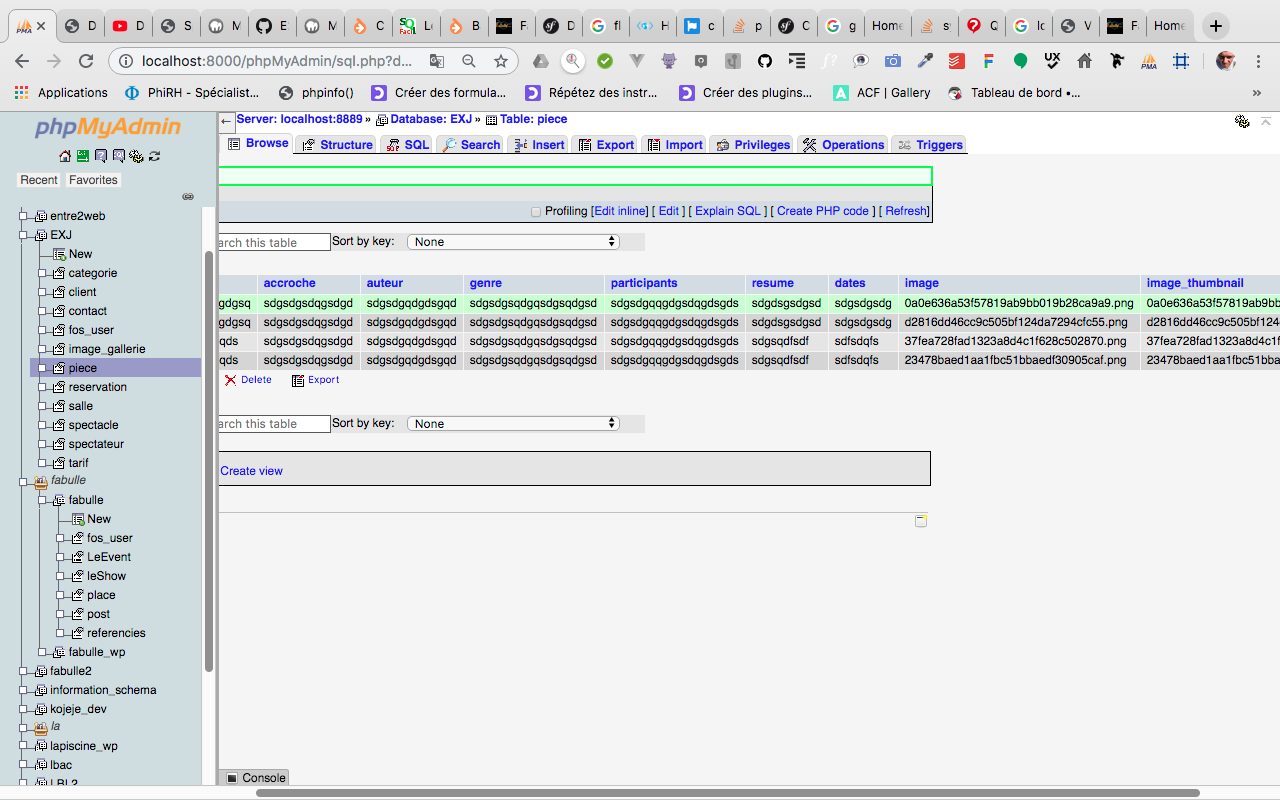 PMA
D
D
S
M
E
M
C
Lo
B
F
D
fl
H
c
p
C
g
Home
s
Q
lo
V
F
Home
localhost:8000/phpMyAdmin/sql.php?d...
Applications
PhiRH - Spécialist...
phpinfo()
Créer des formula...
Répétez des instr...
Créer des plugins...
ACF | Gallery
Tableau de bord •...
»
phpMyAdmin
Recent
Favorites
entre2web
EXJ
New
categorie
client
contact
fos_user
image_gallerie
piece
reservation
salle
spectacle
spectateur
tarif
fabulle
fabulle
New
fos_user
LeEvent
leShow
place
post
referencies
fabulle_wp
fabulle2
information_schema
kojeje_dev
la
lapiscine_wp
lbac
LBL2
Server: localhost:8889 » Database: EXJ » Table: piece
Browse Structure SQL Search Insert Export Import Privileges Operations Triggers
Profiling [Edit inline] [ Edit ] [ Explain SQL ] [ Create PHP code ] [ Refresh]
arch this table Sort by key: None
accroche auteur genre participants resume dates image image_thumbnail
gdgsq sdgsdgsdqgsdgd sdgsdgqdgdsgqd sdgsdgsqdgqsdgsqdgsd sdgsdgqqgdgsdqdgsgds sdgdsgsdgsd sdgsdgsdg 0a0e636a53f57819ab9bb019b28ca9a9.png 0a0e636a53f57819ab9bb
gdgsq sdgsdgsdqgsdgd sdgsdgqdgdsgqd sdgsdgsqdgqsdgsqdgsd sdgsdgqqgdgsdqdgsgds sdgdsgsdgsd sdgsdgsdg d2816dd46cc9c505bf124da7294cfc55.png d2816dd46cc9c505bf124
qds sdgsdgsdqgsdgd sdgsdgqdgdsgqd sdgsdgsqdgqsdgsqdgsd sdgsdgqqgdgsdqdgsgds sdgsqdfsdf sdfsdqfs 37fea728fad1323a8d4c1f628c502870.png 37fea728fad1323a8d4c1f
qds sdgsdgsdqgsdgd sdgsdgqdgdsgqd sdgsdgsqdgqsdgsqdgsd sdgsdgqqgdgsdqdgsgds sdgsqdfsdf sdfsdqfs 23478baed1aa1fbc51bbaedf30905caf.png 23478baed1aa1fbc51bba
Delete Export
arch this table Sort by key: None
Create view
Console